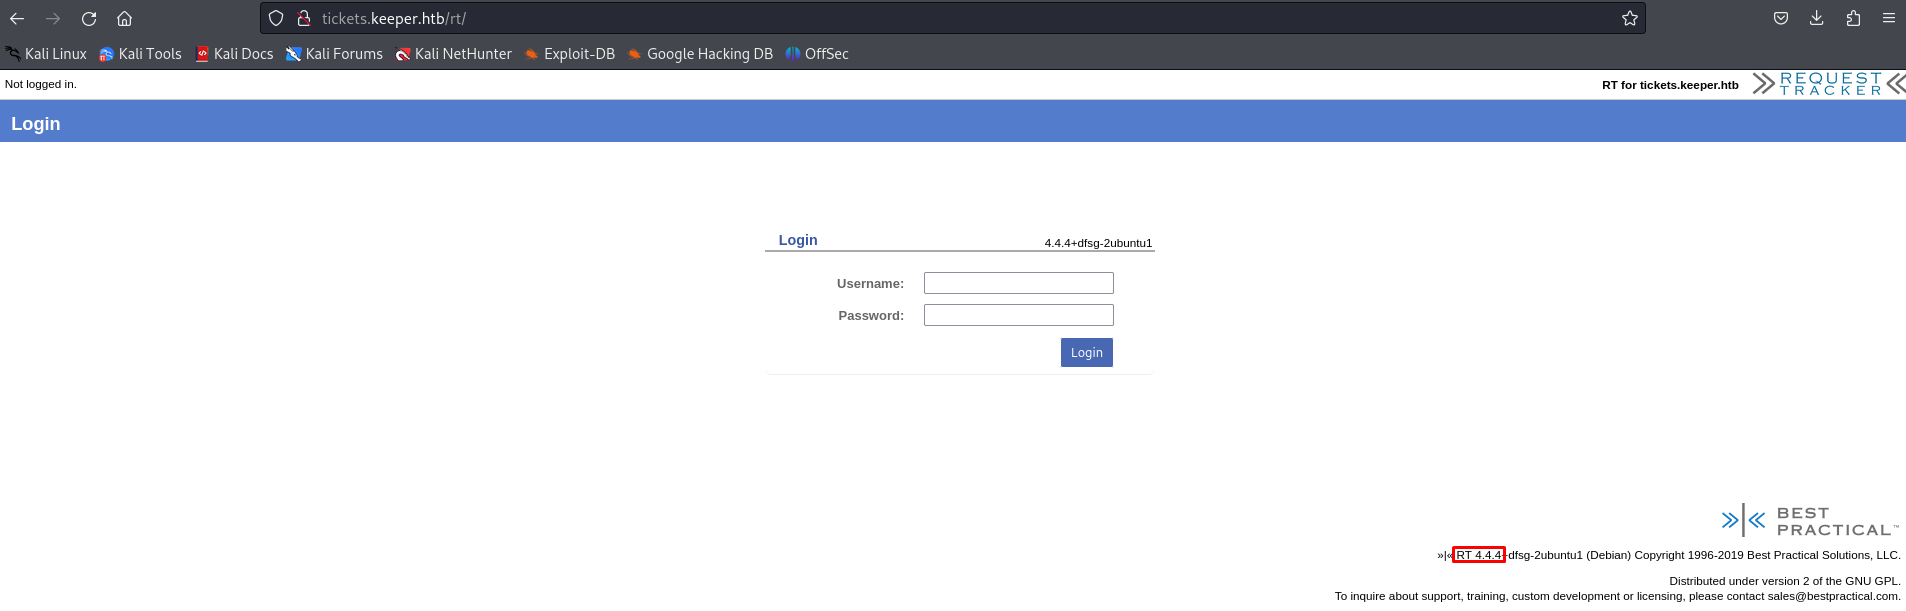 tickets.keeper.htb/rt/
Kali Linux Kali Tools Kali Docs Kali Forums Kali NetHunter Exploit-DB Google Hacking DB OffSec
Not logged in.
RT for tickets.keeper.htb
REQUEST
TRACKER
Login
Login 4.4.4+dfsg-2ubuntu1
Username:
Password:
Login
BEST
PRACTICAL™
»|« RT 4.4.4+dfsg-2ubuntu1 (Debian) Copyright 1996-2019 Best Practical Solutions, LLC.
Distributed under version 2 of the GNU GPL.
To inquire about support, training, custom development or licensing, please contact sales@bestpractical.com.